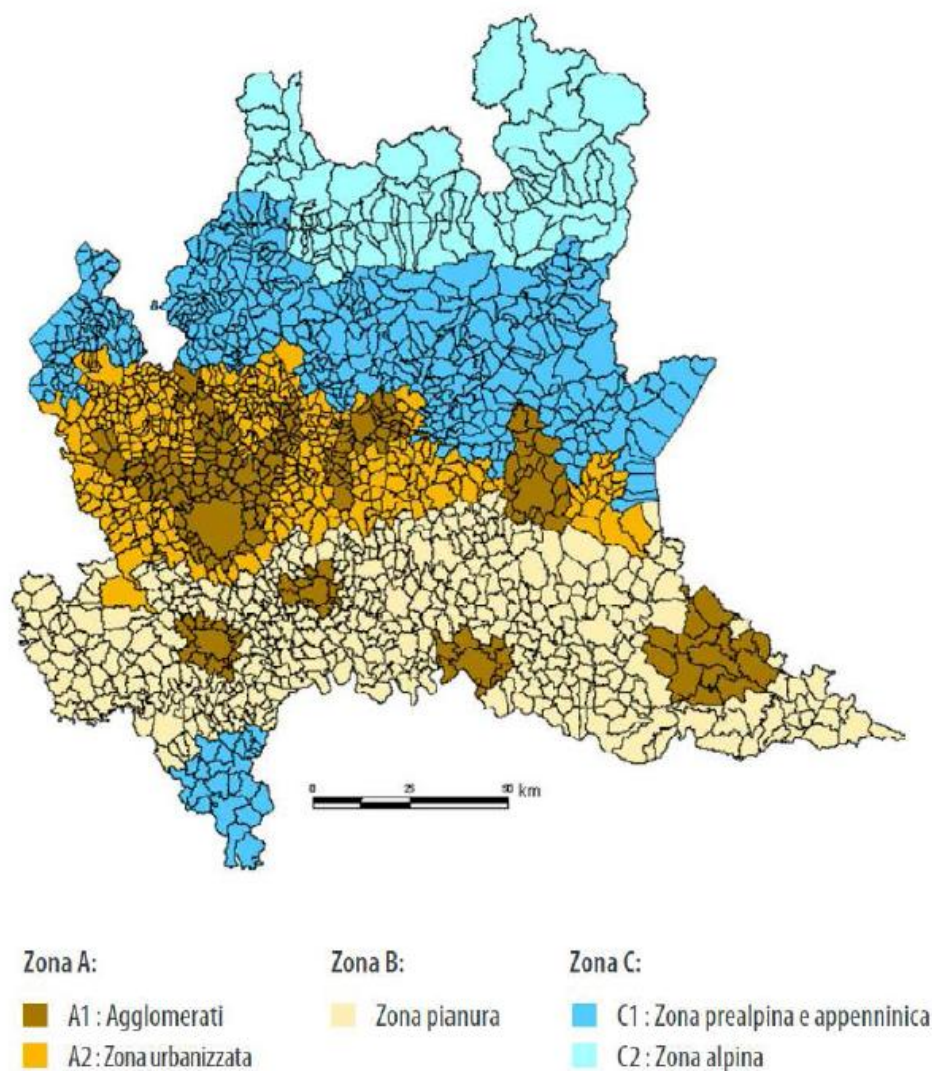 0 25 50 km
Zona A:
A1 : Agglomerati
A2 : Zona urbanizzata
Zona B:
Zona pianura
Zona C:
C1 : Zona prealpina e appenninica
C2 : Zona alpina